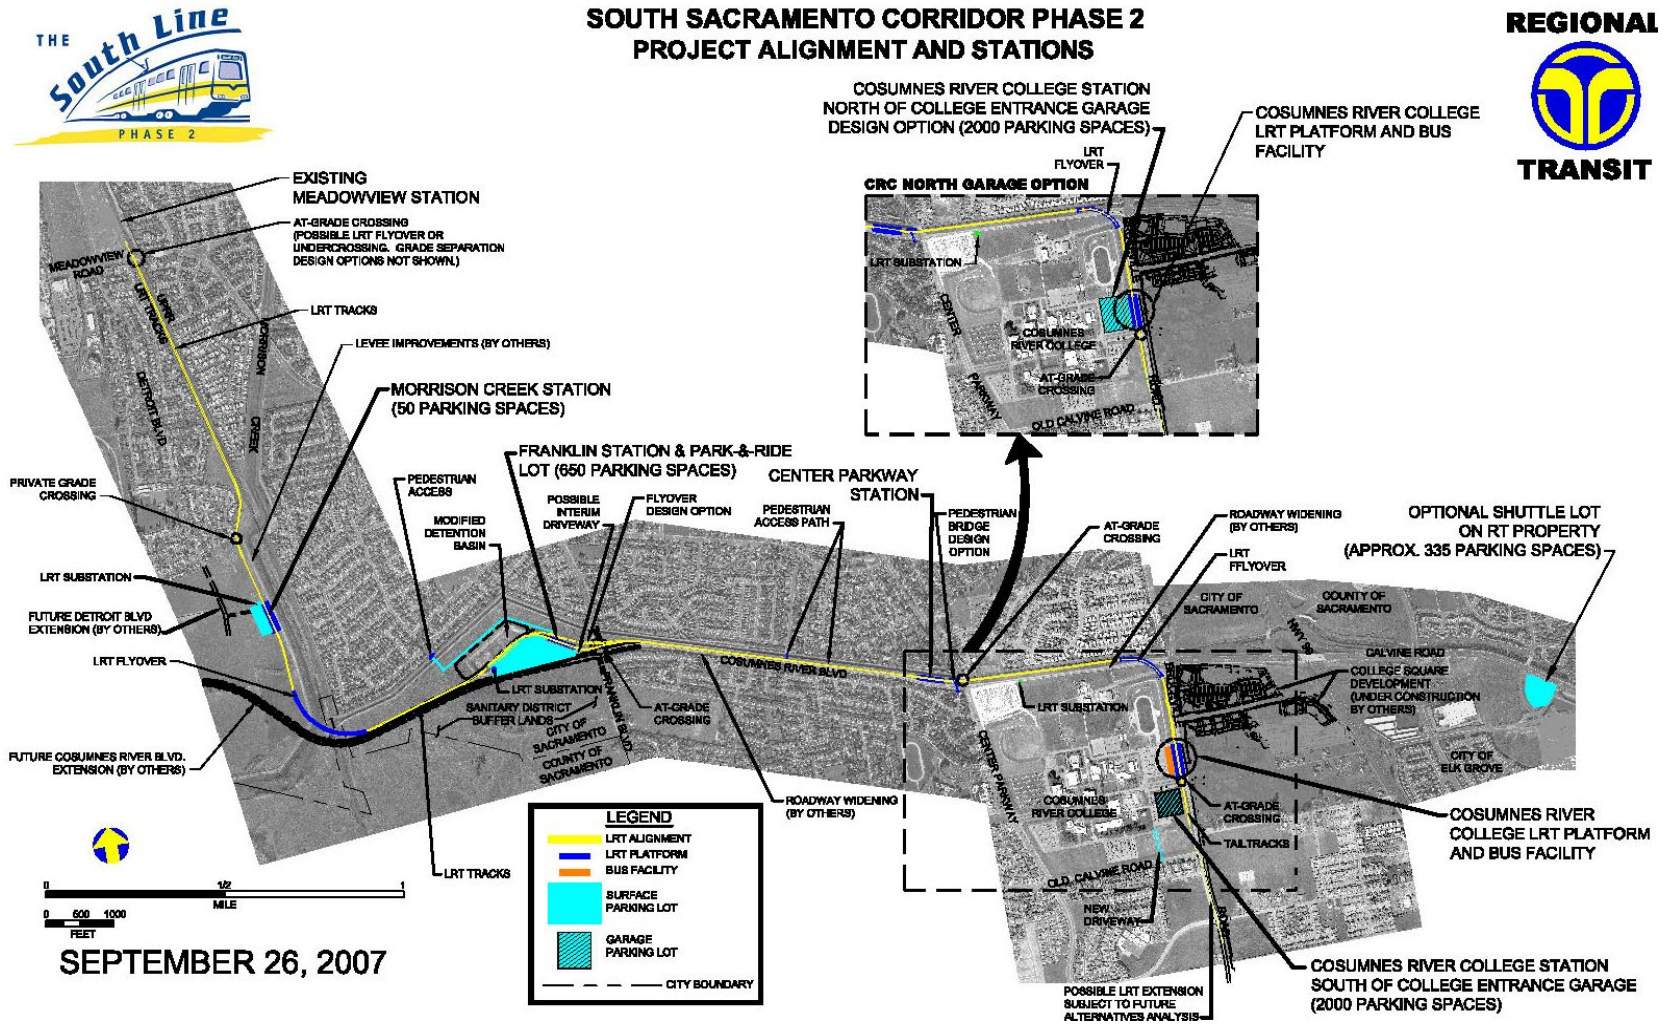 THE
South Line
PHASE 2
SOUTH SACRAMENTO CORRIDOR PHASE 2
PROJECT ALIGNMENT AND STATIONS
REGIONAL
TRANSIT
COSUMNES RIVER COLLEGE STATION
NORTH OF COLLEGE ENTRANCE GARAGE
DESIGN OPTION (2000 PARKING SPACES)
COSUMNES RIVER COLLEGE
LRT PLATFORM AND BUS
FACILITY
LRT
FLYOVER
CRC NORTH GARAGE OPTION
LRT SUBSTATION
CENTER
PARKWAY
COSUMNES
RIVER COLLEGE
AT-GRADE
CROSSING
OLD CALVINE ROAD
ROAD
EXISTING
MEADOWVIEW STATION
AT-GRADE CROSSING
(POSSIBLE LRT FLYOVER OR
UNDERCROSSING. GRADE SEPARATION
DESIGN OPTIONS NOT SHOWN.)
MEADOWVIEW
ROAD
UPRR
LRT TRACKS
LRT TRACKS
MORRISON
CREEK
DETROIT BLVD
LEVEE IMPROVEMENTS (BY OTHERS)
MORRISON CREEK STATION
(50 PARKING SPACES)
PRIVATE GRADE
CROSSING
LRT SUBSTATION
FUTURE DETROIT BLVD
EXTENSION (BY OTHERS)
LRT FLYOVER
FUTURE COSUMNES RIVER BLVD.
EXTENSION (BY OTHERS)
FRANKLIN STATION & PARK-&-RIDE
LOT (650 PARKING SPACES)
PEDESTRIAN
ACCESS
MODIFIED
DETENTION
BASIN
POSSIBLE
INTERIM
DRIVEWAY
FLYOVER
DESIGN OPTION
CENTER PARKWAY
STATION
PEDESTRIAN
ACCESS PATH
PEDESTRIAN
BRIDGE
DESIGN
OPTION
AT-GRADE
CROSSING
ROADWAY WIDENING
(BY OTHERS)
LRT
FFLYOVER
OPTIONAL SHUTTLE LOT
ON RT PROPERTY
(APPROX. 335 PARKING SPACES)
CITY OF
SACRAMENTO
COUNTY OF
SACRAMENTO
HWY 99
CALVINE ROAD
COLLEGE SQUARE
DEVELOPMENT
(UNDER CONSTRUCTION
BY OTHERS)
CITY OF
ELK GROVE
COSUMNES RIVER BLVD
LRT SUBSTATION
SANITARY DISTRICT
BUFFER LANDS
CITY OF
SACRAMENTO
COUNTY OF
SACRAMENTO
FRANKLIN BLVD
AT-GRADE
CROSSING
LRT SUBSTATION
CENTER PARKWAY
COSUMNES
RIVER COLLEGE
AT-GRADE
CROSSING
TAIL TRACKS
COSUMNES RIVER
COLLEGE LRT PLATFORM
AND BUS FACILITY
ROADWAY WIDENING
(BY OTHERS)
LRT TRACKS
OLD CALVINE ROAD
NEW
DRIVEWAY
ROAD
POSSIBLE LRT EXTENSION
SUBJECT TO FUTURE
ALTERNATIVES ANALYSIS
COSUMNES RIVER COLLEGE STATION
SOUTH OF COLLEGE ENTRANCE GARAGE
(2000 PARKING SPACES)
LEGEND
LRT ALIGNMENT
LRT PLATFORM
BUS FACILITY
SURFACE
PARKING LOT
GARAGE
PARKING LOT
CITY BOUNDARY
0 1/2 1
MILE
0 500 1000
FEET
SEPTEMBER 26, 2007